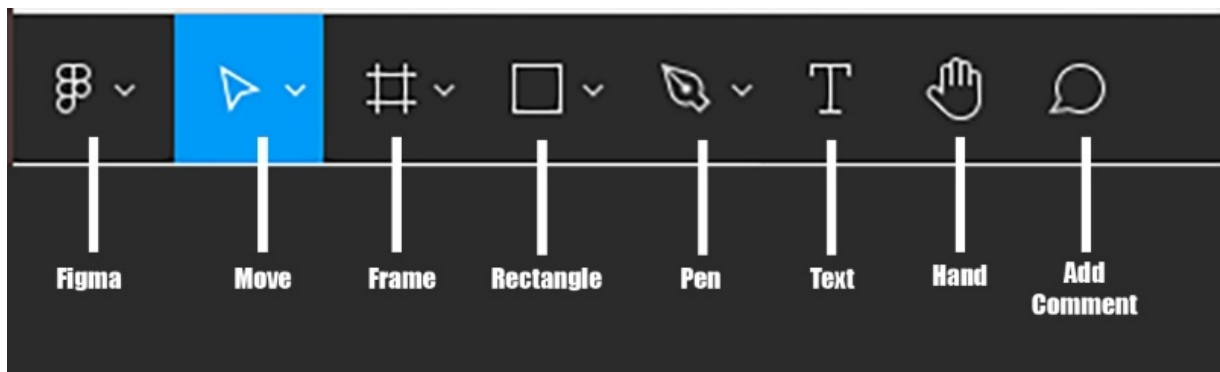 Figma
Move
Frame
Rectangle
Pen
Text
Hand
Add
Comment